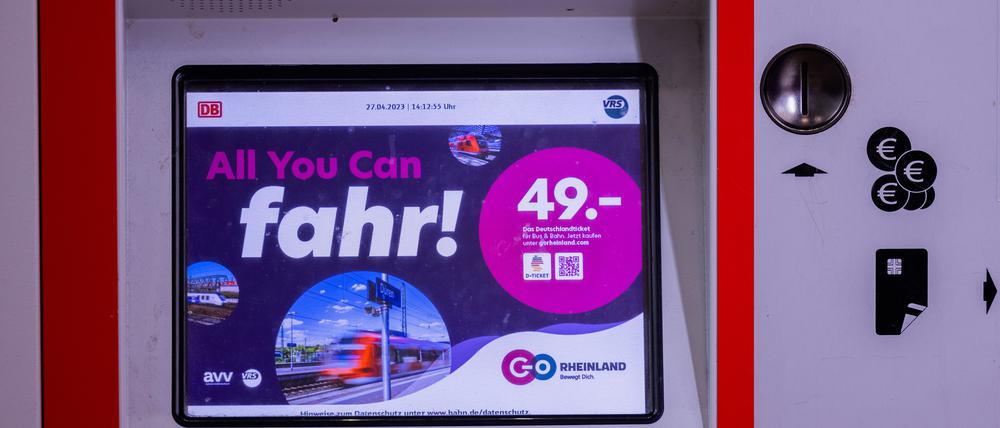 DB
27.04.2023 | 14:12:55 Uhr
VRS
All You Can
fahr!
49.-
Das Deutschlandticket
für Bus & Bahn. Jetzt kaufen
unter gorheinland.com
D-TICKET
Düren
GO RHEINLAND
Bewegt Dich.
avv VRS
Hinweise zum Datenschutz unter www.bahn.de/datenschutz.
€
€
€